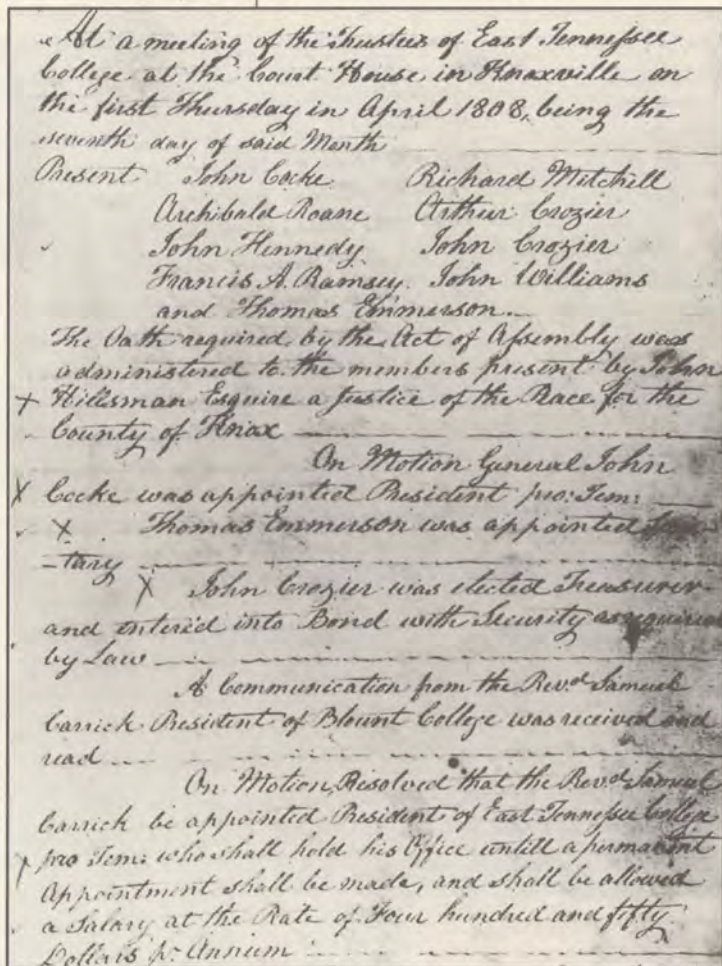 At a meeting of the Trustees of East Tennessee
College at the Court House in Knoxville on
the first Thursday in April 1808, being the
seventh day of said Month
Present John Cocke Richard Mitchell
Archibald Roane Arthur Crozier
John Kennedy John Crozier
Francis A. Ramsey John Williams
and Thomas Emmerson
The Oath required by the Act of Assembly was
administered to the members present by John
+ Hillsman Esquire a Justice of the Peace for the
County of Knox
On Motion General John
X Cocke was appointed President pro: Tem:
X Thomas Emmerson was appointed
-tary
X John Crozier was elected Treasurer
and entered into Bond with Security as required
by Law
A Communication from the Revd Samuel
Carrick President of Blount College was received and
read
On Motion, Resolved that the Revd Samuel
Carrick be appointed President of East Tennessee College
X pro Tem: who shall hold his Office untill a permanent
Appointment shall be made, and shall be allowed
a Salary at the Rate of Four hundred and fifty
Dollars pr. Annum